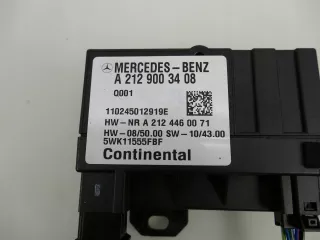 MERCEDES-BENZ
A 212 900 34 08
Q001
110245012919E
HW-NR A 212 446 00 71
HW-08/50.00 SW-10/43.00
5WK11555FBF
Continental